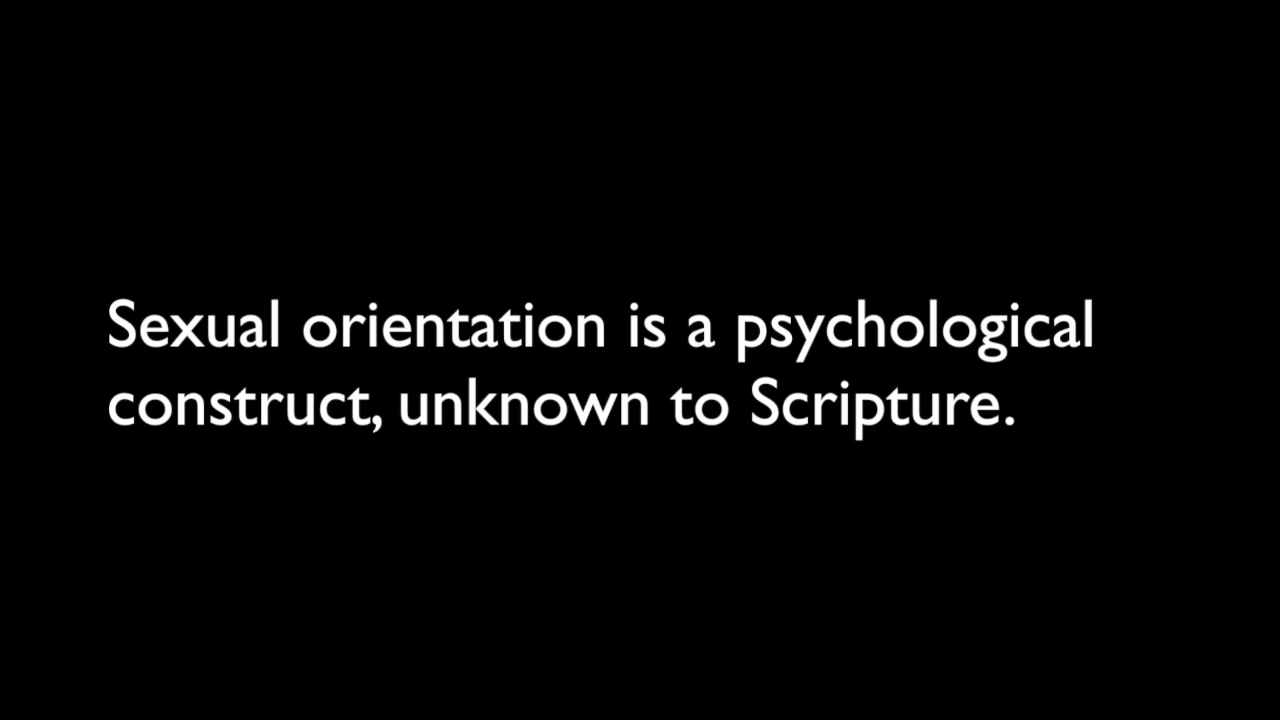 Sexual orientation is a psychological
construct, unknown to Scripture.